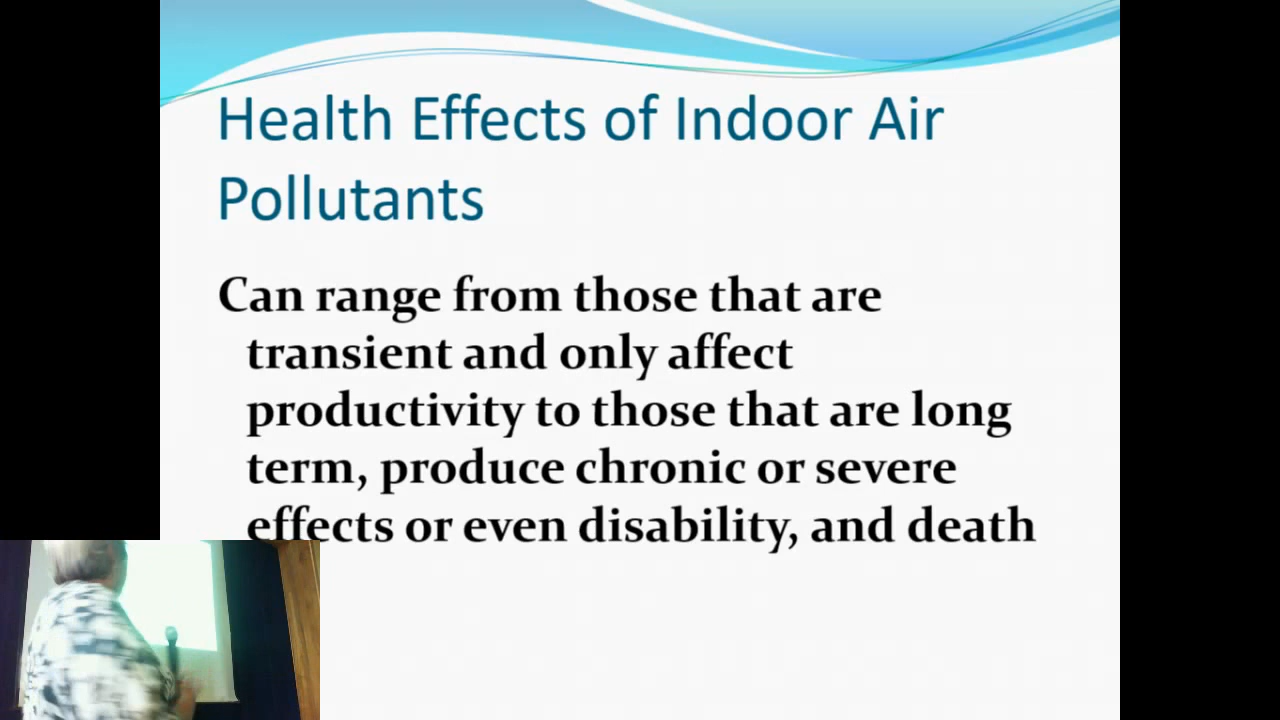 Health Effects of Indoor Air
Pollutants
Can range from those that are
transient and only affect
productivity to those that are long
term, produce chronic or severe
effects or even disability, and death